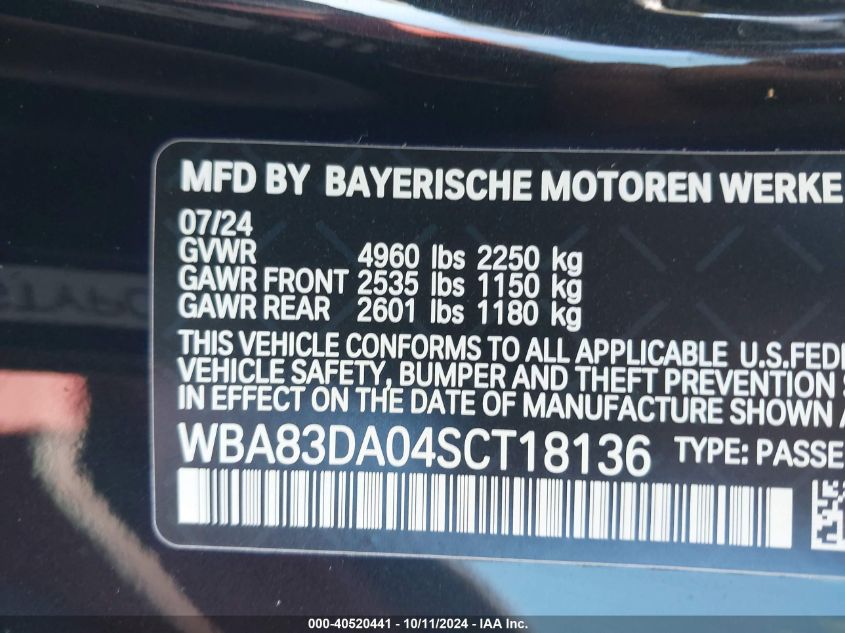 MFD BY BAYERISCHE MOTOREN WERKE
07/24
GVWR 4960 lbs 2250 kg
GAWR FRONT 2535 lbs 1150 kg
GAWR REAR 2601 lbs 1180 kg
THIS VEHICLE CONFORMS TO ALL APPLICABLE U.S.FEDE
VEHICLE SAFETY, BUMPER AND THEFT PREVENTION S
IN EFFECT ON THE DATE OF MANUFACTURE SHOWN A
WBA83DA04SCT18136 TYPE: PASSE
000-40520441 - 10/11/2024 - IAA Inc.